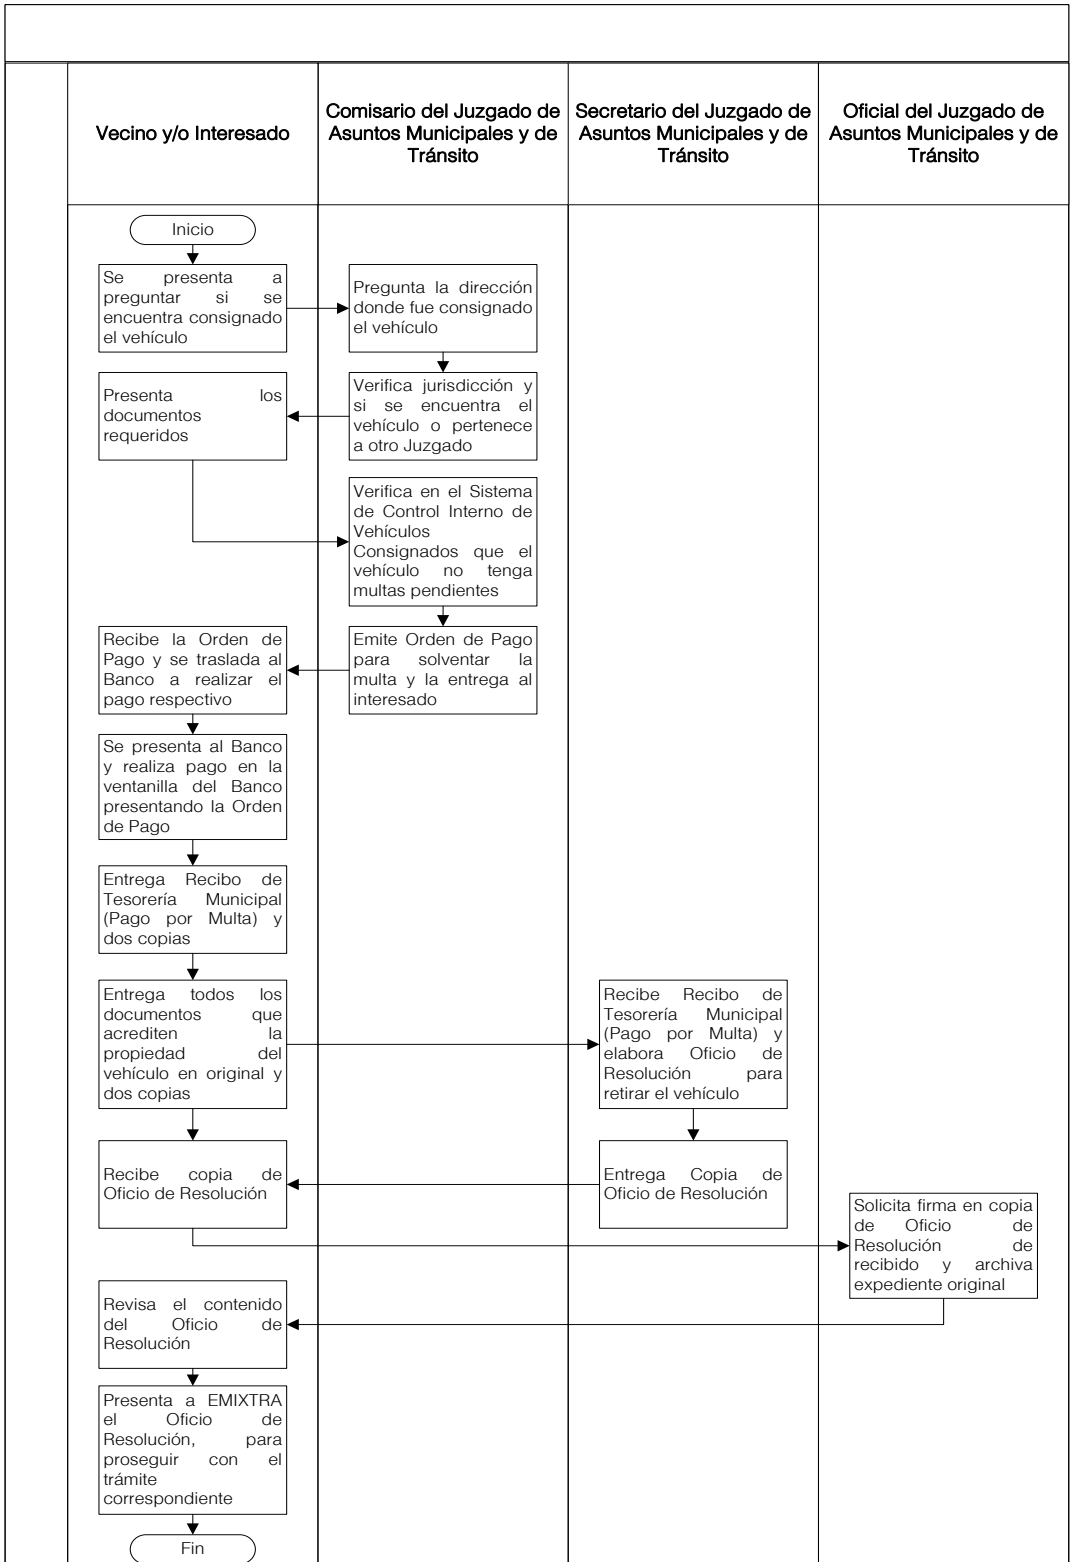 Vecino y/o Interesado
Comisario del Juzgado de
Asuntos Municipales y de
Tránsito
Secretario del Juzgado de
Asuntos Municipales y de
Tránsito
Oficial del Juzgado de
Asuntos Municipales y de
Tránsito
Inicio
Se presenta a
preguntar si se
encuentra consignado
el vehículo
Pregunta la dirección
donde fue consignado
el vehículo
Verifica jurisdicción y
si se encuentra el
vehículo o pertenece
a otro Juzgado
Presenta los
documentos
requeridos
Verifica en el Sistema
de Control Interno de
Vehículos
Consignados que el
vehículo no tenga
multas pendientes
Emite Orden de Pago
para solventar la
multa y la entrega al
interesado
Recibe la Orden de
Pago y se traslada al
Banco a realizar el
pago respectivo
Se presenta al Banco
y realiza pago en la
ventanilla del Banco
presentando la Orden
de Pago
Entrega Recibo de
Tesorería Municipal
(Pago por Multa) y
dos copias
Entrega todos los
documentos que
acrediten la
propiedad del
vehículo en original y
dos copias
Recibe Recibo de
Tesorería Municipal
(Pago por Multa) y
elabora Oficio de
Resolución para
retirar el vehículo
Entrega Copia de
Oficio de Resolución
Recibe copia de
Oficio de Resolución
Solicita firma en copia
de Oficio de
Resolución de
recibido y archiva
expediente original
Revisa el contenido
del Oficio de
Resolución
Presenta a EMIXTRA
el Oficio de
Resolución, para
proseguir con el
trámite
correspondiente
Fin